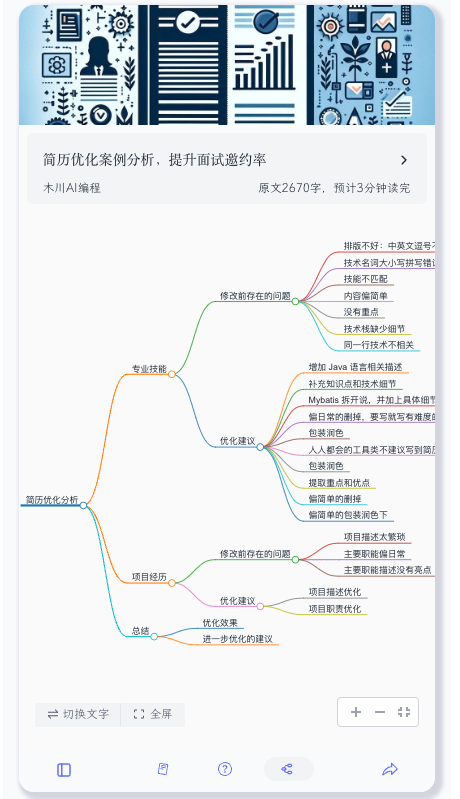 简历优化案例分析，提升面试邀约率
木川AI编程
原文2670字，预计3分钟读完
排版不好：中英文逗号不
技术名词大小写拼写错误
技能不匹配
修改前存在的问题
内容偏简单
没有重点
技术栈缺少细节
同一行技术不相关
专业技能
增加 Java 语言相关描述
补充知识点和技术细节
Mybatis 拆开说，并加上具体细节
偏日常的删掉，要写就写有难度的
包装润色
优化建议
人人都会的工具类不建议写到简历
包装润色
提取重点和优点
偏简单的删掉
偏简单的包装润色下
简历优化分析
项目描述太繁琐
修改前存在的问题
主要职能偏日常
主要职能描述没有亮点
项目经历
项目描述优化
优化建议
项目职责优化
优化效果
总结
进一步优化的建议
切换文字
全屏